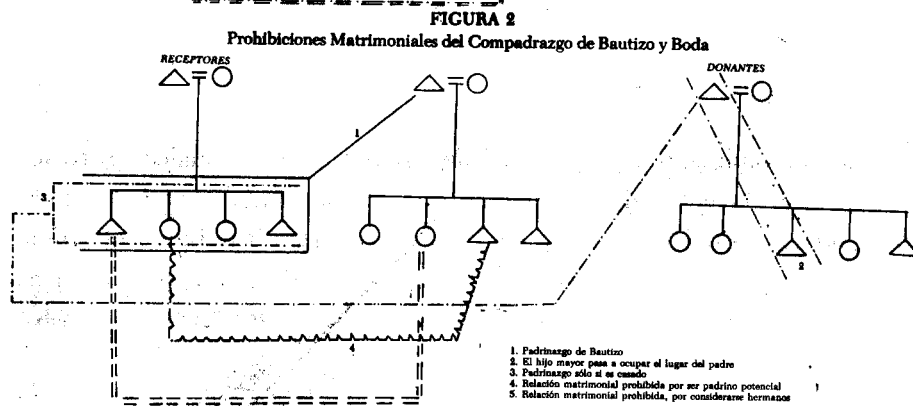 FIGURA 2
Prohibiciones Matrimoniales del Compadrazgo de Bautizo y Boda
RECEPTORES
DONANTES
1
3
2
4
1. Padrinazgo de Bautizo
2. El hijo mayor pasa a ocupar el lugar del padre
3. Padrinazgo sólo si es casado
4. Relación matrimonial prohibida por ser padrino potencial
5. Relación matrimonial prohibida, por considerarse hermanos